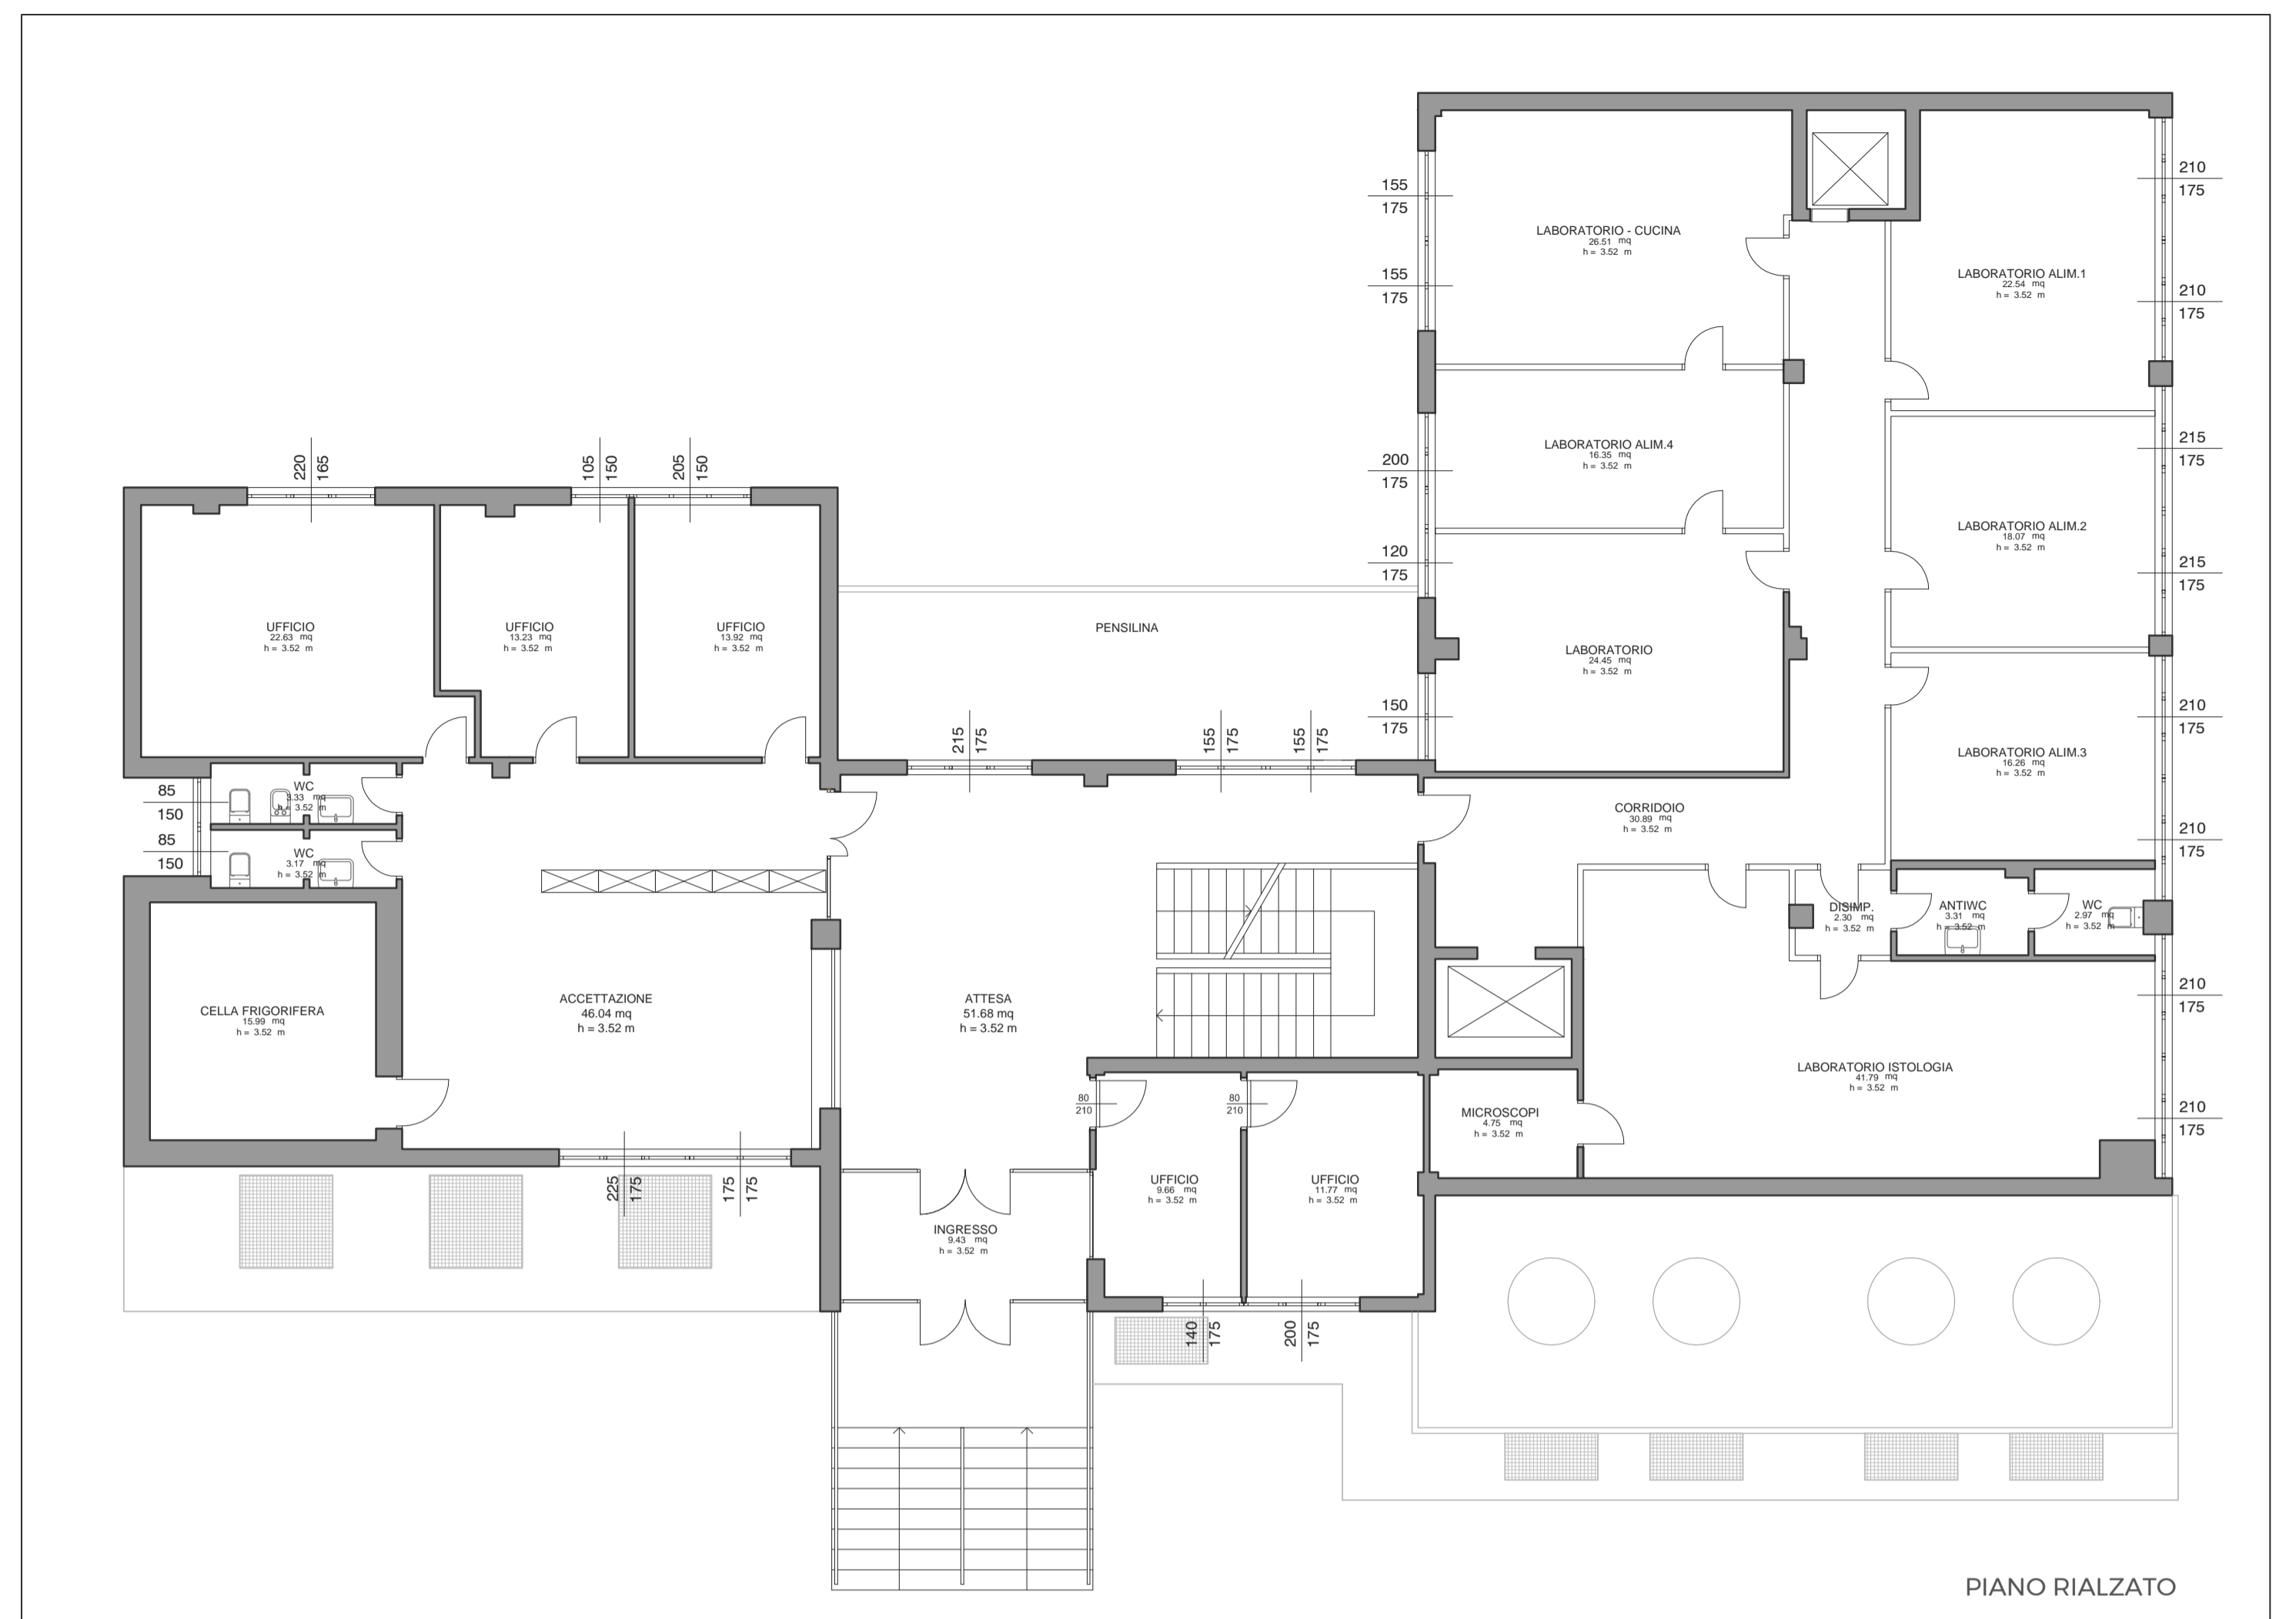 155
175
LABORATORIO - CUCINA
26.51 mq
h = 3.52 m
155
175
210
175
LABORATORIO ALIM.1
22.54 mq
h = 3.52 m
210
175
LABORATORIO ALIM.4
16.35 mq
h = 3.52 m
200
175
215
175
LABORATORIO ALIM.2
18.07 mq
h = 3.52 m
120
175
215
175
220
165
105
150
205
150
UFFICIO
22.63 mq
h = 3.52 m
UFFICIO
13.23 mq
h = 3.52 m
UFFICIO
13.92 mq
h = 3.52 m
PENSILINA
LABORATORIO
24.45 mq
h = 3.52 m
150
175
210
175
215
175
155
175
155
175
LABORATORIO ALIM.3
16.26 mq
h = 3.52 m
85
150
WC
3.33 mq
h = 3.52 m
85
150
WC
3.17 mq
h = 3.52 m
CORRIDOIO
30.89 mq
h = 3.52 m
210
175
DISIMP.
2.30 mq
h = 3.52 m
ANTIWC
3.31 mq
h = 3.52 m
WC
2.97 mq
h = 3.52 m
CELLA FRIGORIFERA
15.99 mq
h = 3.52 m
ACCETTAZIONE
46.04 mq
h = 3.52 m
ATTESA
51.68 mq
h = 3.52 m
210
175
LABORATORIO ISTOLOGIA
41.79 mq
h = 3.52 m
80
210
80
210
MICROSCOPI
4.75 mq
h = 3.52 m
210
175
225
175
175
175
UFFICIO
9.66 mq
h = 3.52 m
UFFICIO
11.77 mq
h = 3.52 m
INGRESSO
9.43 mq
h = 3.52 m
140
175
200
175
PIANO RIALZATO